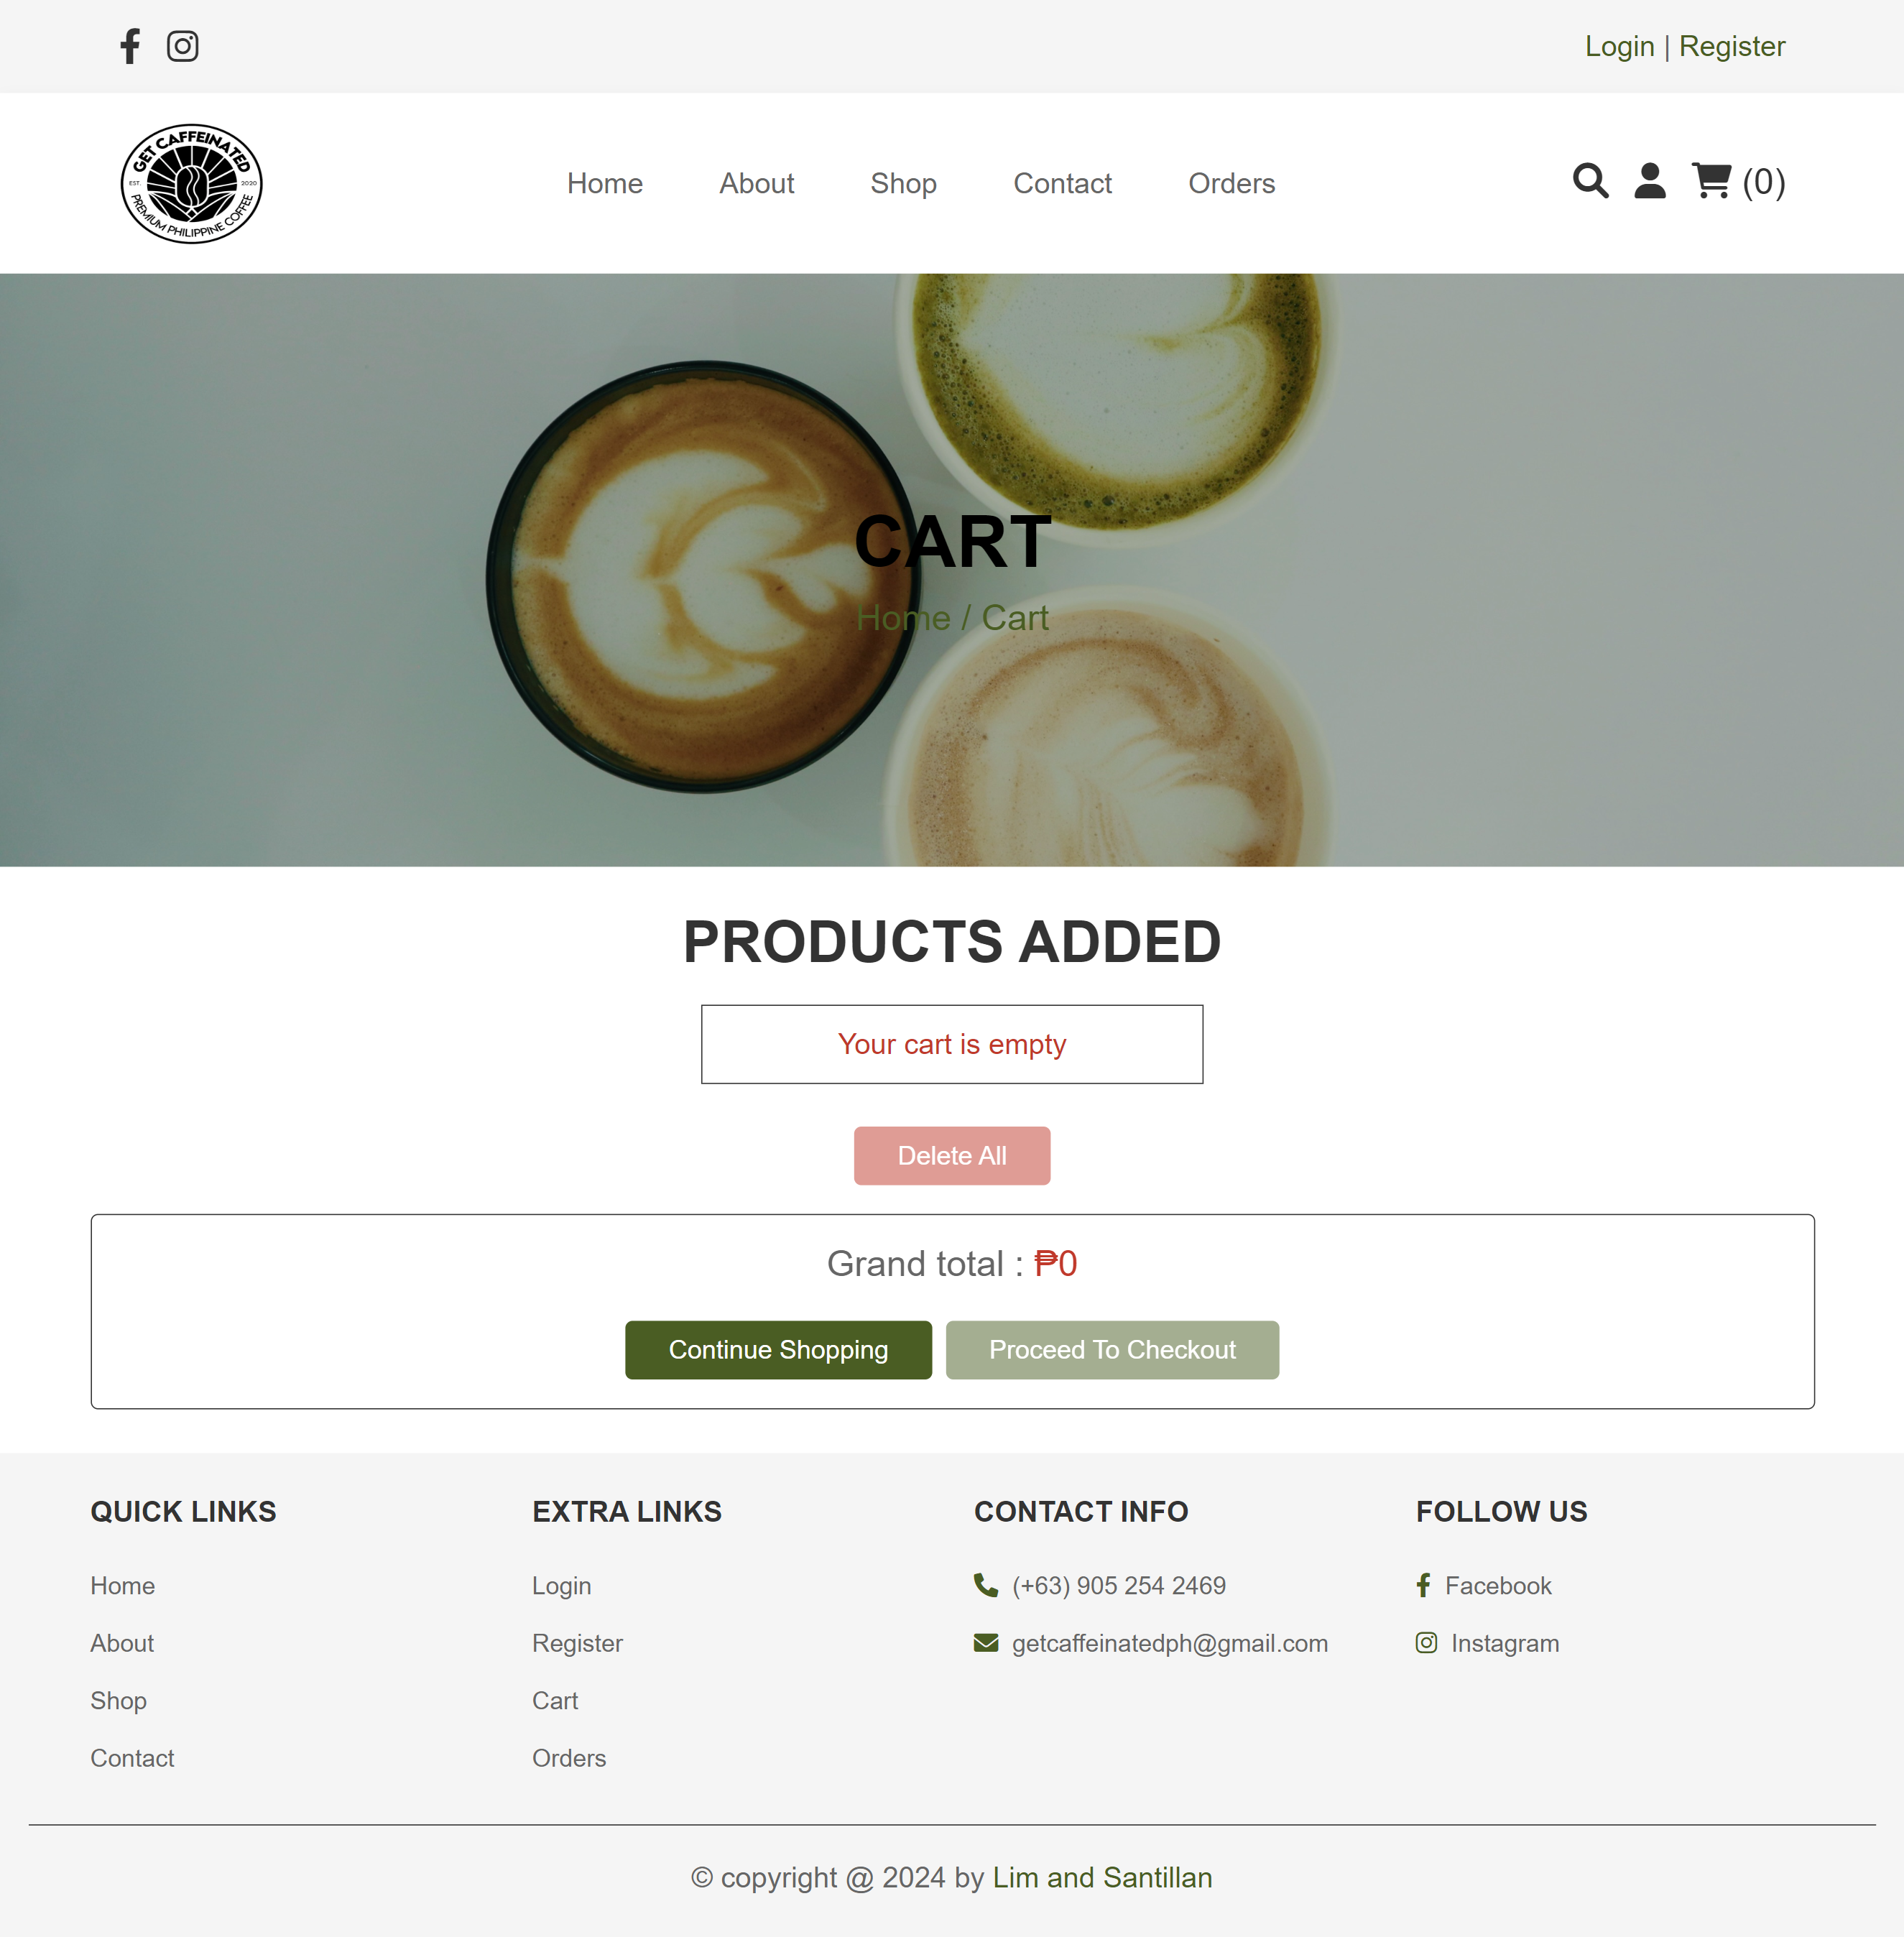 Login | Register
GET CAFFEINATED
EST. 2020
PREMIUM PHILIPPINE COFFEE
Home About Shop Contact Orders
(0)
CART
Home / Cart
PRODUCTS ADDED
Your cart is empty
Delete All
Grand total : ₱0
Continue Shopping Proceed To Checkout
QUICK LINKS
Home
About
Shop
Contact
EXTRA LINKS
Login
Register
Cart
Orders
CONTACT INFO
(+63) 905 254 2469
getcaffeinatedph@gmail.com
FOLLOW US
Facebook
Instagram
© copyright @ 2024 by Lim and Santillan